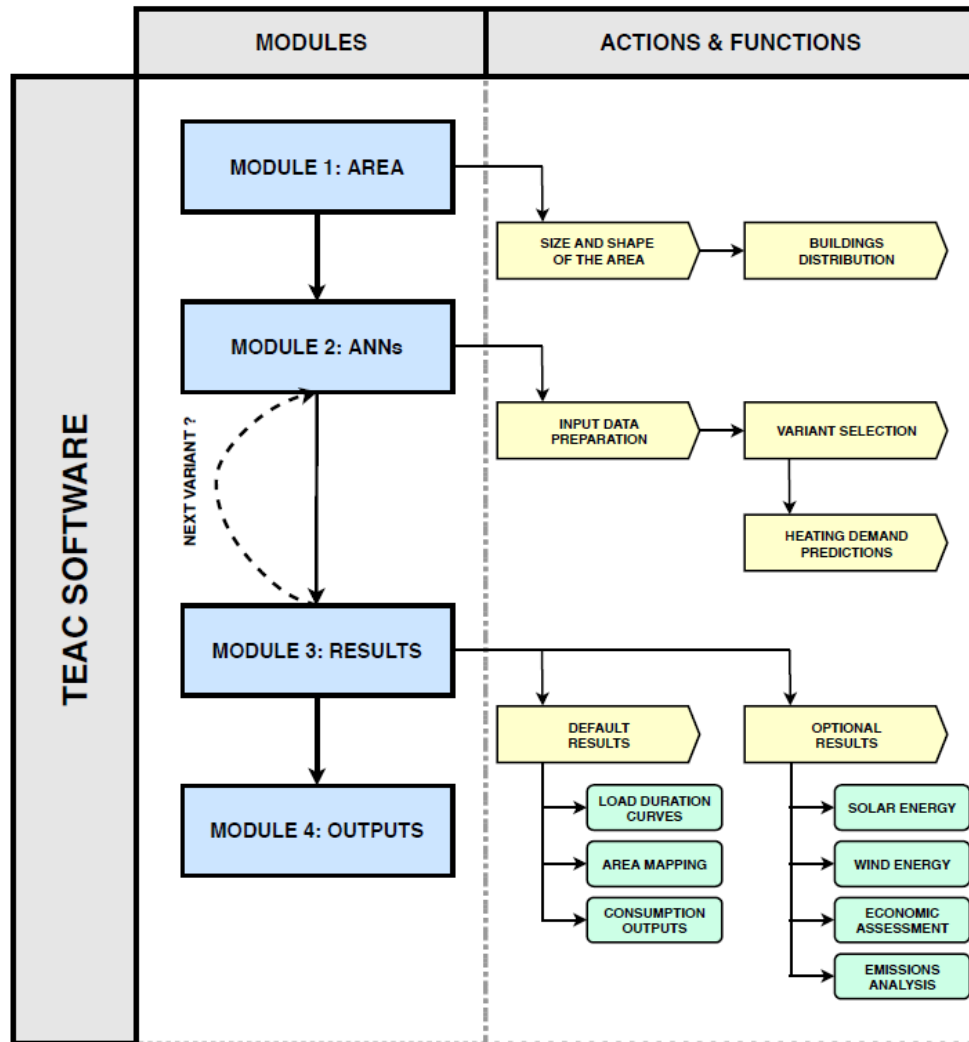 MODULES
ACTIONS & FUNCTIONS
TEAC SOFTWARE
MODULE 1: AREA
SIZE AND SHAPE
OF THE AREA
BUILDINGS
DISTRIBUTION
MODULE 2: ANNs
INPUT DATA
PREPARATION
VARIANT SELECTION
HEATING DEMAND
PREDICTIONS
NEXT VARIANT ?
MODULE 3: RESULTS
DEFAULT
RESULTS
LOAD DURATION
CURVES
AREA MAPPING
CONSUMPTION
OUTPUTS
OPTIONAL
RESULTS
SOLAR ENERGY
WIND ENERGY
ECONOMIC
ASSESSMENT
EMISSIONS
ANALYSIS
MODULE 4: OUTPUTS